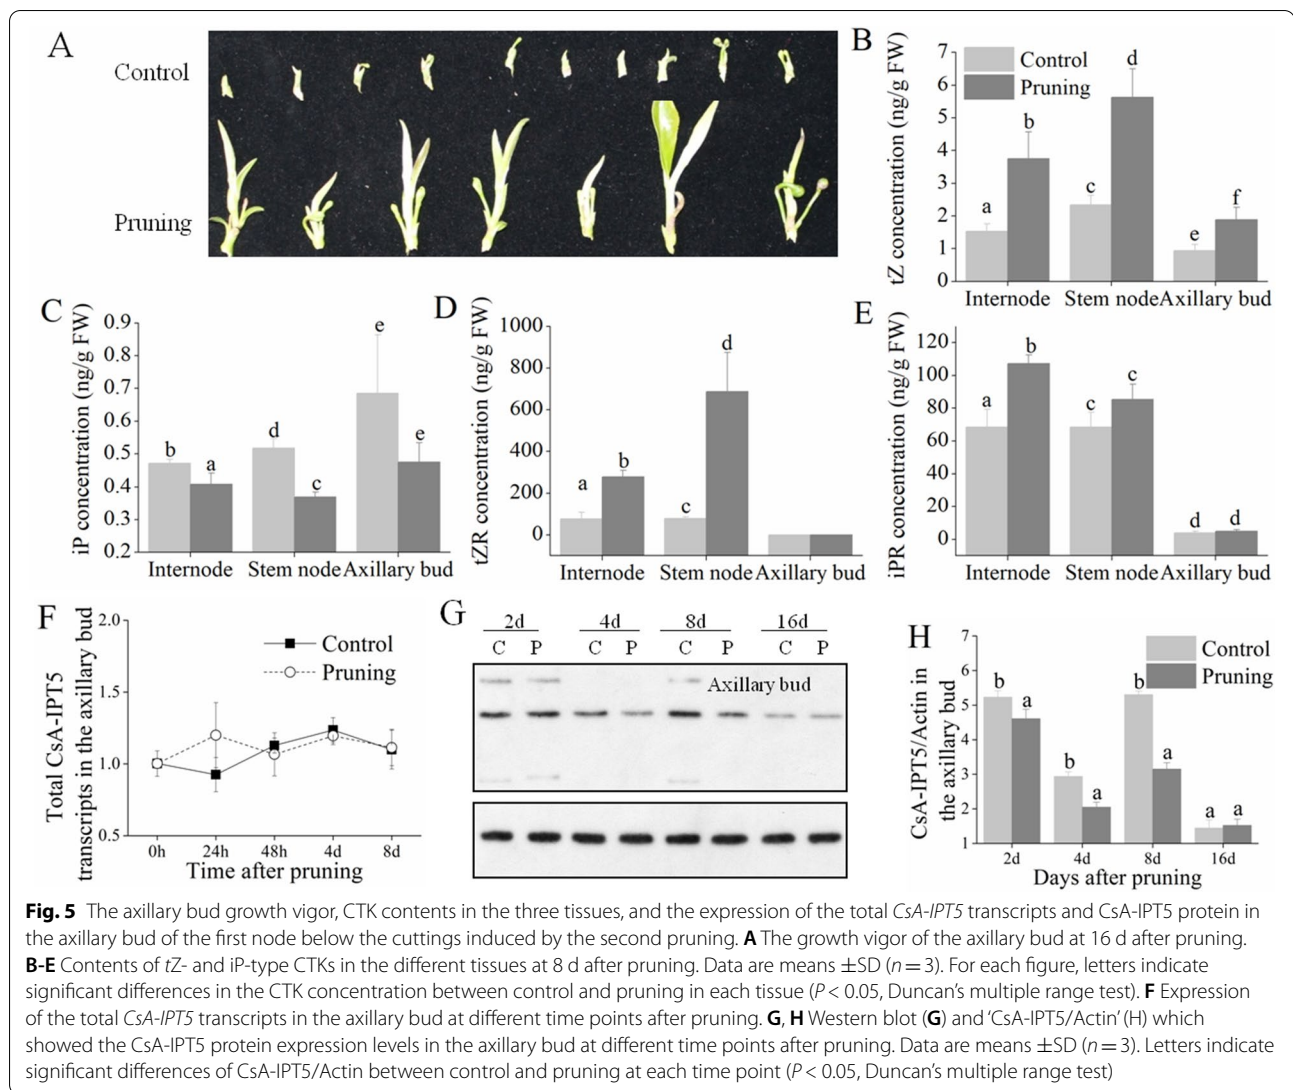 A
Control
Pruning
B
tZ concentration (ng/g FW)
7
6
5
4
3
2
1
0
Control
Pruning
a
b
c
d
e
f
Internode
Stem node
Axillary bud
C
iP concentration (ng/g FW)
0.9
0.8
0.7
0.6
0.5
0.4
0.3
0.2
b
a
d
c
e
e
Internode
Stem node
Axillary bud
D
tZR concentration (ng/g FW)
1000
800
600
400
200
0
a
b
c
d
Internode
Stem node
Axillary bud
E
iPR concentration (ng/g FW)
120
100
80
60
40
20
0
a
b
c
c
d
d
Internode
Stem node
Axillary bud
F
Total CsA-IPT5
transcripts in the axillary bud
2.0
1.5
1.0
0.5
Control
Pruning
0h
24h
48h
4d
8d
Time after pruning
G
2d 4d 8d 16d
C P C P C P C P
Axillary bud
H
CsA-IPT5/Actin in
the axillary bud
7
6
5
4
3
2
1
Control
Pruning
b
a
b
a
b
a
a
a
2d
4d
8d
16d
Days after pruning
Fig. 5 The axillary bud growth vigor, CTK contents in the three tissues, and the expression of the total CsA-IPT5 transcripts and CsA-IPT5 protein in
the axillary bud of the first node below the cuttings induced by the second pruning. A The growth vigor of the axillary bud at 16 d after pruning.
B-E Contents of tZ- and iP-type CTKs in the different tissues at 8 d after pruning. Data are means ±SD (n = 3). For each figure, letters indicate
significant differences in the CTK concentration between control and pruning in each tissue (P < 0.05, Duncan's multiple range test). F Expression
of the total CsA-IPT5 transcripts in the axillary bud at different time points after pruning. G, H Western blot (G) and 'CsA-IPT5/Actin' (H) which
showed the CsA-IPT5 protein expression levels in the axillary bud at different time points after pruning. Data are means ±SD (n = 3). Letters indicate
significant differences of CsA-IPT5/Actin between control and pruning at each time point (P < 0.05, Duncan's multiple range test)